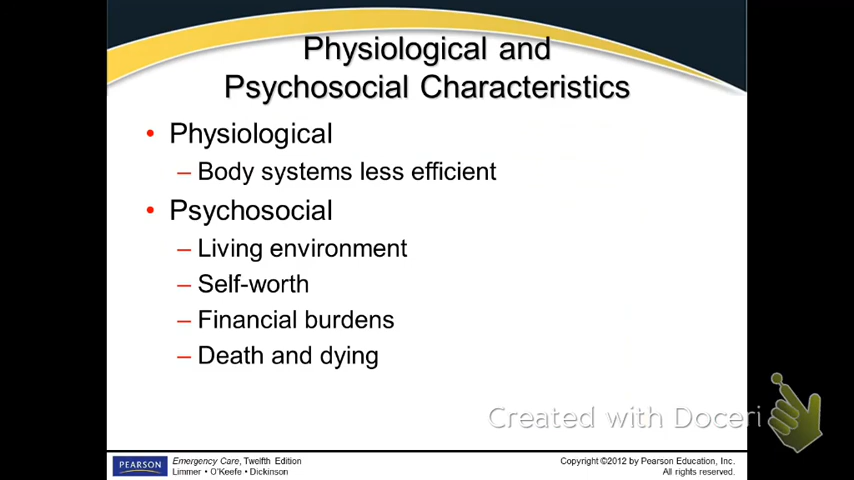 Physiological and
Psychosocial Characteristics
• Physiological
– Body systems less efficient
• Psychosocial
– Living environment
– Self-worth
– Financial burdens
– Death and dying
Created with Doceri
PEARSON
Emergency Care, Twelfth Edition
Limmer • O'Keefe • Dickinson
Copyright ©2012 by Pearson Education, Inc.
All rights reserved.